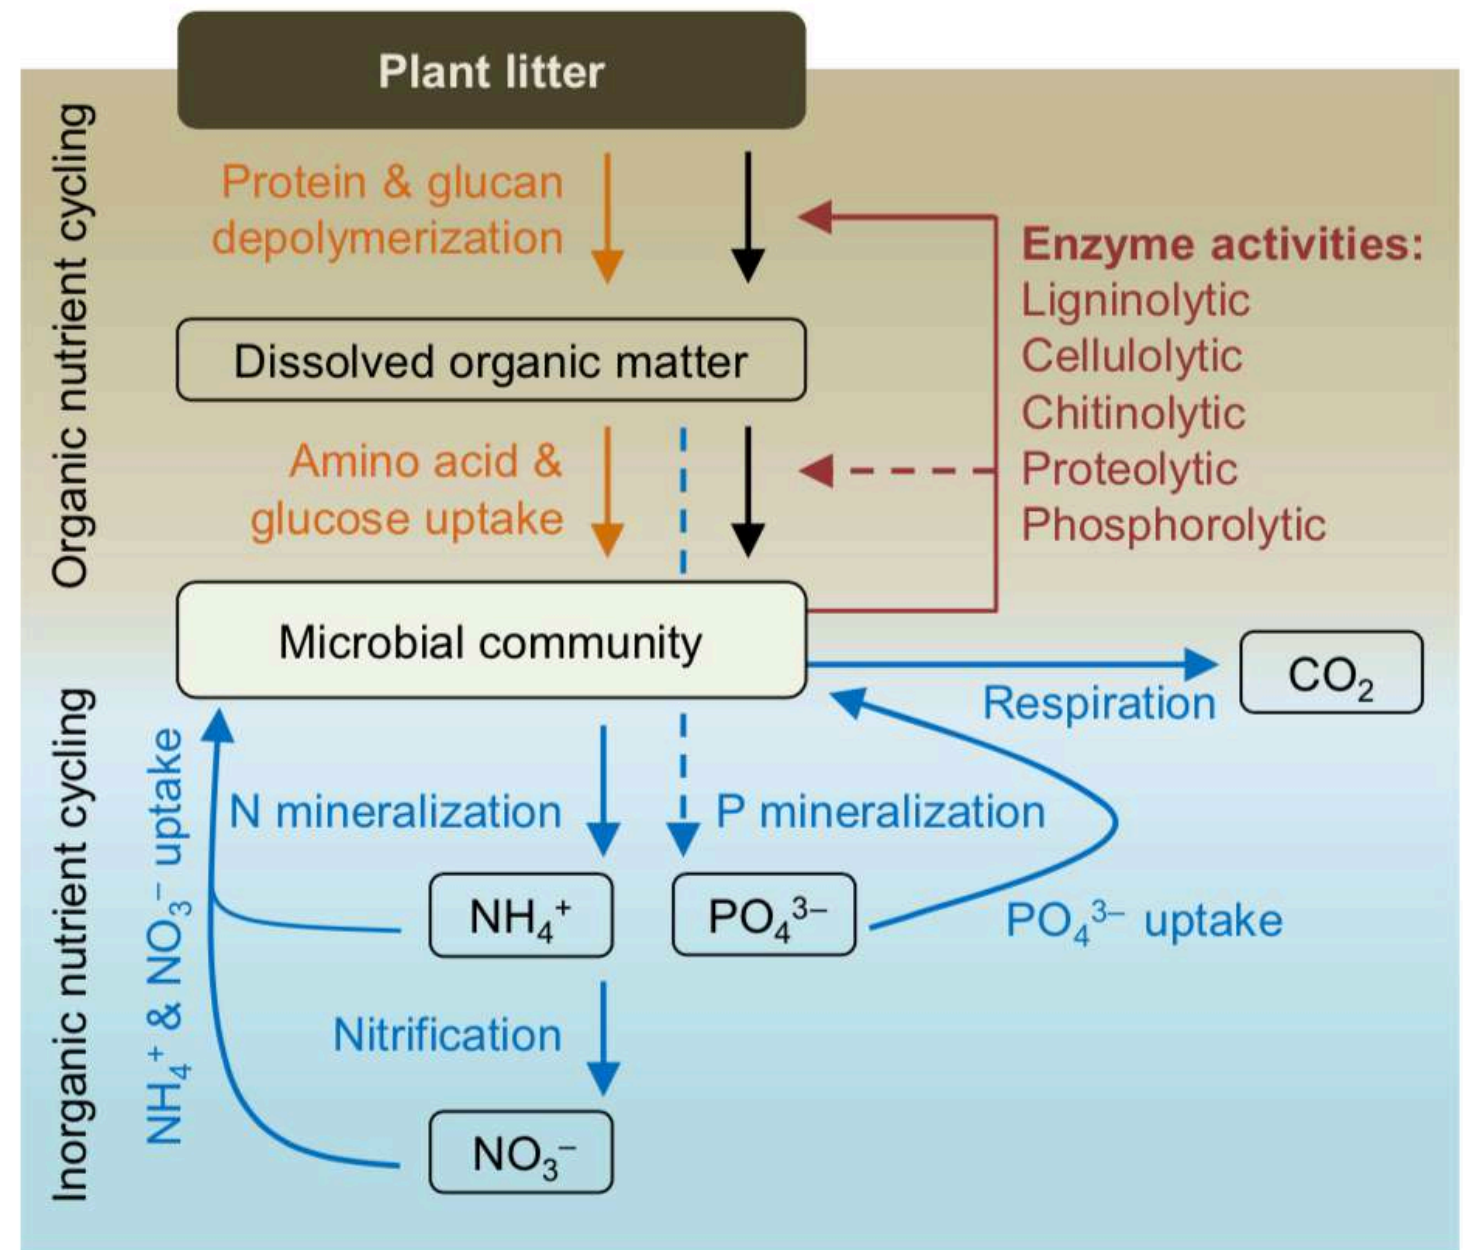 Plant litter
Organic nutrient cycling
Protein & glucan
depolymerization
Enzyme activities:
Ligninolytic
Cellulolytic
Chitinolytic
Proteolytic
Phosphorolytic
Dissolved organic matter
Amino acid &
glucose uptake
Microbial community
CO₂
Respiration
Inorganic nutrient cycling
NH₄⁺ & NO₃⁻ uptake
N mineralization
P mineralization
NH₄⁺
PO₄³⁻
PO₄³⁻ uptake
Nitrification
NO₃⁻